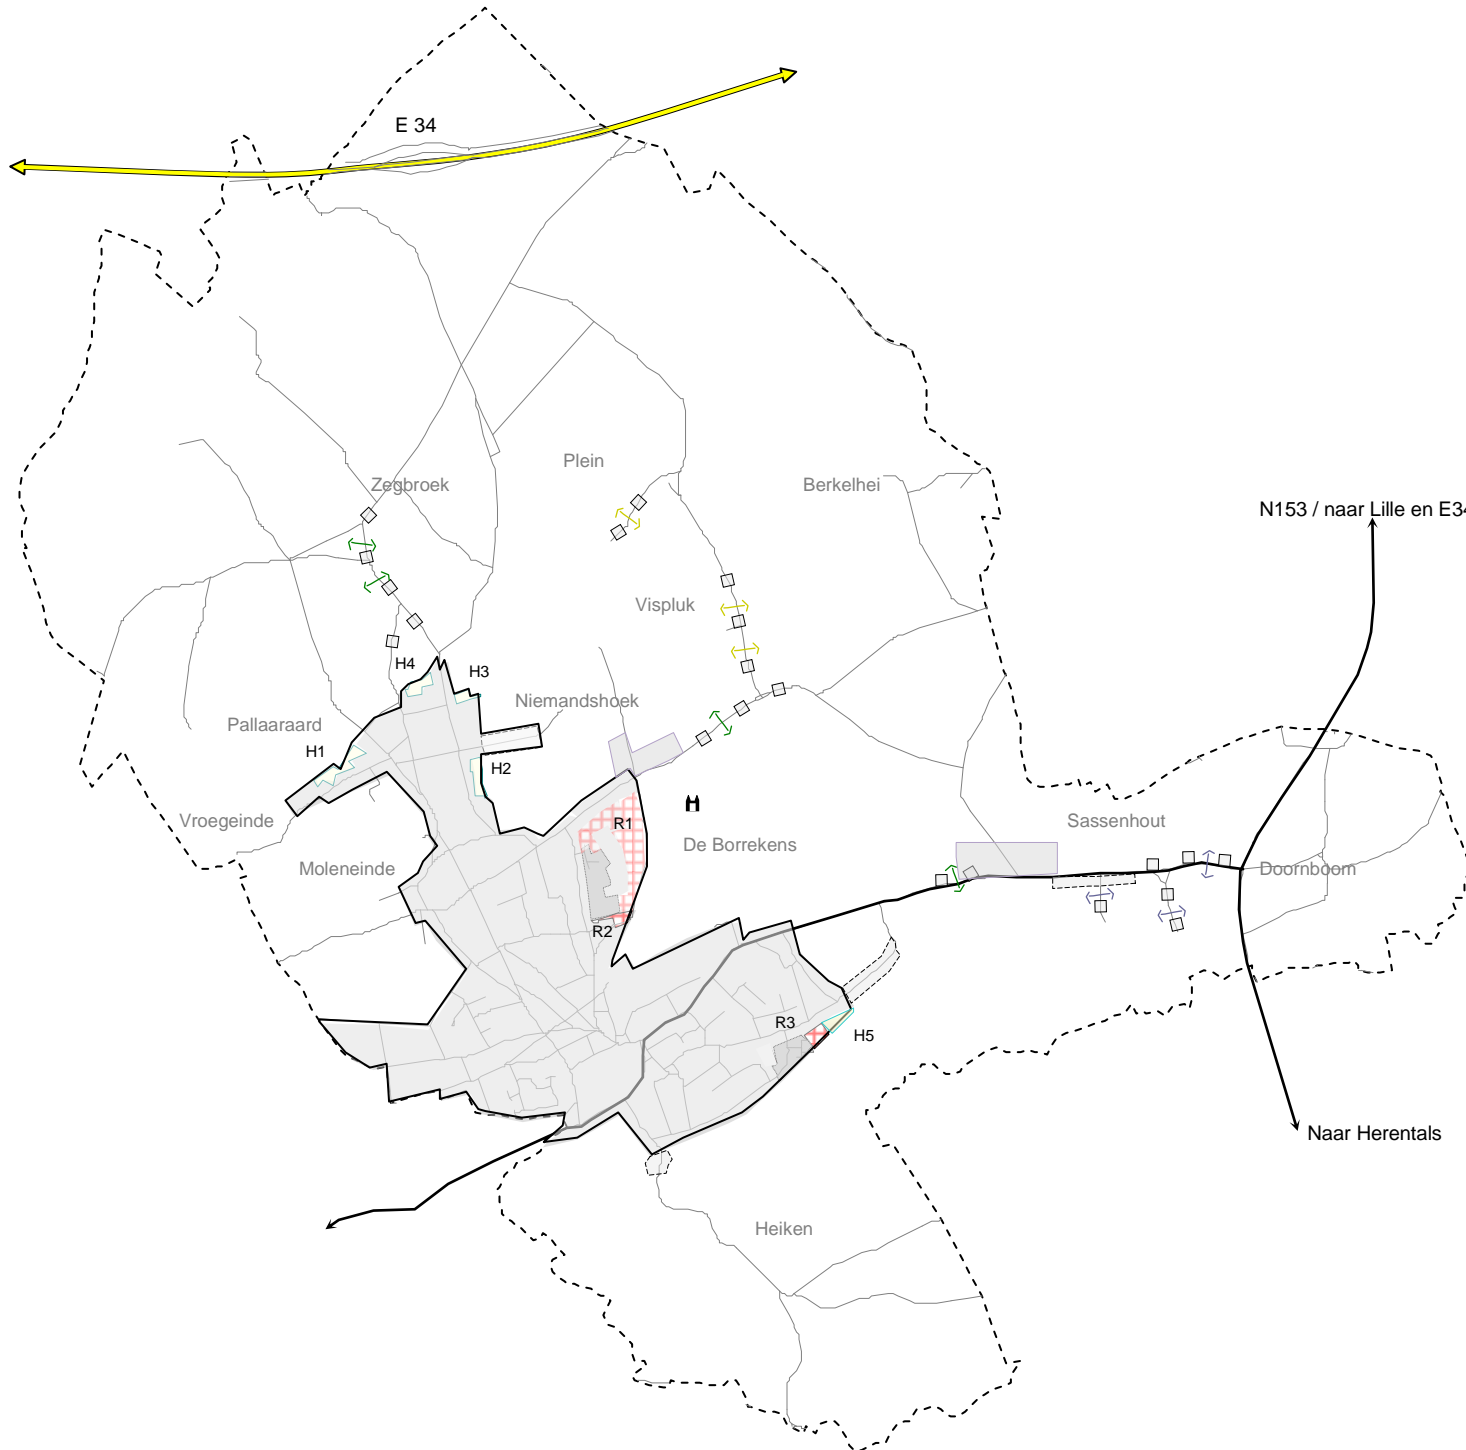 E 34
Plein
Zegbroek
Berkelhei
N153 / naar Lille en E34
Vispluk
H4
H3
Niemandshoek
Pallaaraard
H1
H2
Vroegeinde
R1
Sassenhout
De Borrekens
Moleneinde
Doornboom
R2
R3
H5
Naar Herentals
Heiken